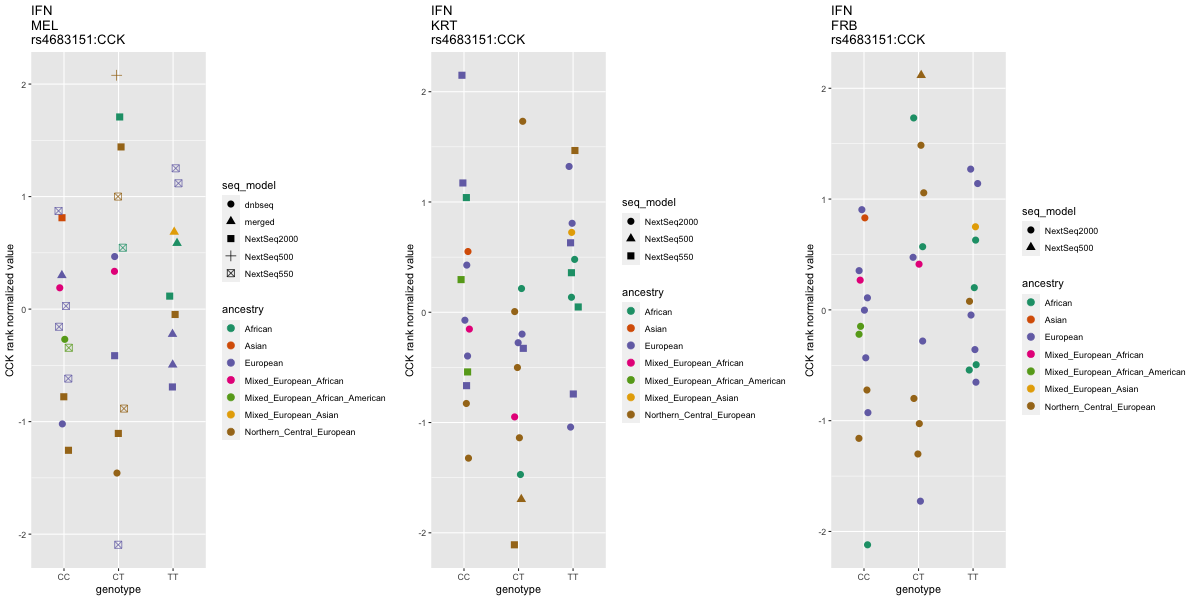 IFN
MEL
rs4683151:CCK
CCK rank normalized value
2
1
0
-1
-2
CC
CT
TT
genotype
seq_model
dnbseq
merged
NextSeq2000
NextSeq500
NextSeq550
ancestry
African
Asian
European
Mixed_European_African
Mixed_European_African_American
Mixed_European_Asian
Northern_Central_European
IFN
KRT
rs4683151:CCK
CCK rank normalized value
2
1
0
-1
-2
CC
CT
TT
genotype
seq_model
NextSeq2000
NextSeq500
NextSeq550
ancestry
African
Asian
European
Mixed_European_African
Mixed_European_African_American
Mixed_European_Asian
Northern_Central_European
IFN
FRB
rs4683151:CCK
CCK rank normalized value
2
1
0
-1
-2
CC
CT
TT
genotype
seq_model
NextSeq2000
NextSeq500
ancestry
African
Asian
European
Mixed_European_African
Mixed_European_African_American
Mixed_European_Asian
Northern_Central_European